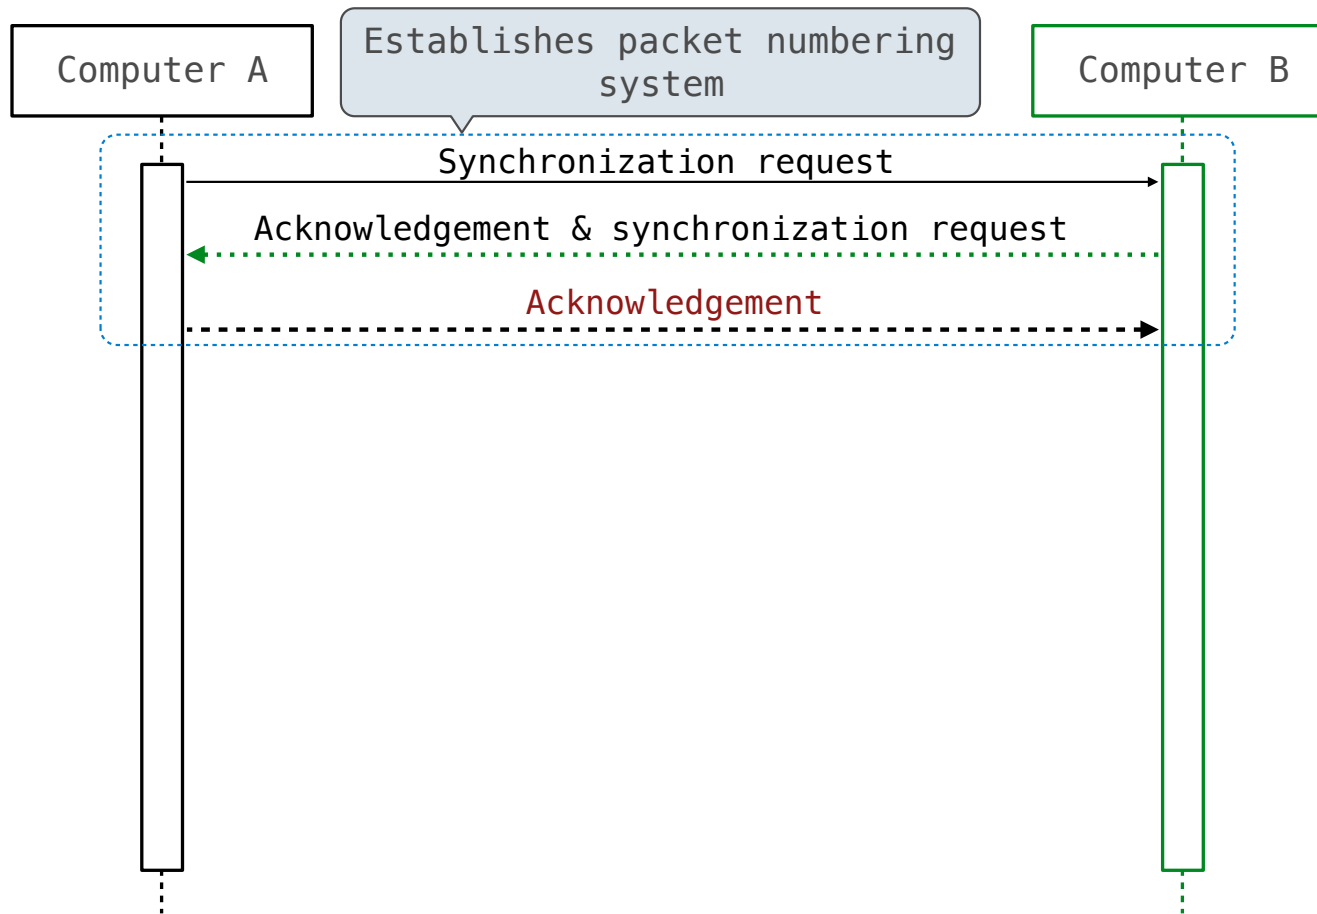 Computer A
Establishes packet numbering
system
Computer B
Synchronization request
Acknowledgement & synchronization request
Acknowledgement